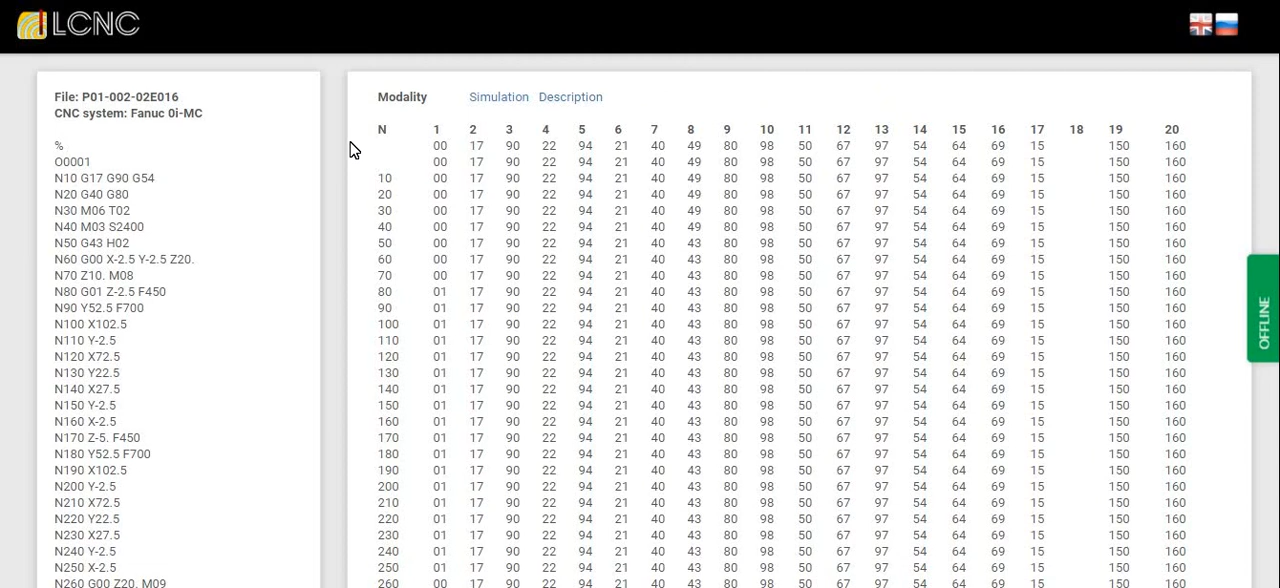 LCNC
File: P01-002-02E016
CNC system: Fanuc 0i-MC
%
O0001
N10 G17 G90 G54
N20 G40 G80
N30 M06 T02
N40 M03 S2400
N50 G43 H02
N60 G00 X-2.5 Y-2.5 Z20.
N70 Z10. M08
N80 G01 Z-2.5 F450
N90 Y52.5 F700
N100 X102.5
N110 Y-2.5
N120 X72.5
N130 Y22.5
N140 X27.5
N150 Y-2.5
N160 X-2.5
N170 Z-5. F450
N180 Y52.5 F700
N190 X102.5
N200 Y-2.5
N210 X72.5
N220 Y22.5
N230 X27.5
N240 Y-2.5
N250 X-2.5
N260 G00 Z20. M09
Modality Simulation Description
N 1 2 3 4 5 6 7 8 9 10 11 12 13 14 15 16 17 18 19 20
00 17 90 22 94 21 40 49 80 98 50 67 97 54 64 69 15 150 160
00 17 90 22 94 21 40 49 80 98 50 67 97 54 64 69 15 150 160
10 00 17 90 22 94 21 40 49 80 98 50 67 97 54 64 69 15 150 160
20 00 17 90 22 94 21 40 49 80 98 50 67 97 54 64 69 15 150 160
30 00 17 90 22 94 21 40 49 80 98 50 67 97 54 64 69 15 150 160
40 00 17 90 22 94 21 40 49 80 98 50 67 97 54 64 69 15 150 160
50 00 17 90 22 94 21 40 43 80 98 50 67 97 54 64 69 15 150 160
60 00 17 90 22 94 21 40 43 80 98 50 67 97 54 64 69 15 150 160
70 00 17 90 22 94 21 40 43 80 98 50 67 97 54 64 69 15 150 160
80 01 17 90 22 94 21 40 43 80 98 50 67 97 54 64 69 15 150 160
90 01 17 90 22 94 21 40 43 80 98 50 67 97 54 64 69 15 150 160
100 01 17 90 22 94 21 40 43 80 98 50 67 97 54 64 69 15 150 160
110 01 17 90 22 94 21 40 43 80 98 50 67 97 54 64 69 15 150 160
120 01 17 90 22 94 21 40 43 80 98 50 67 97 54 64 69 15 150 160
130 01 17 90 22 94 21 40 43 80 98 50 67 97 54 64 69 15 150 160
140 01 17 90 22 94 21 40 43 80 98 50 67 97 54 64 69 15 150 160
150 01 17 90 22 94 21 40 43 80 98 50 67 97 54 64 69 15 150 160
160 01 17 90 22 94 21 40 43 80 98 50 67 97 54 64 69 15 150 160
170 01 17 90 22 94 21 40 43 80 98 50 67 97 54 64 69 15 150 160
180 01 17 90 22 94 21 40 43 80 98 50 67 97 54 64 69 15 150 160
190 01 17 90 22 94 21 40 43 80 98 50 67 97 54 64 69 15 150 160
200 01 17 90 22 94 21 40 43 80 98 50 67 97 54 64 69 15 150 160
210 01 17 90 22 94 21 40 43 80 98 50 67 97 54 64 69 15 150 160
220 01 17 90 22 94 21 40 43 80 98 50 67 97 54 64 69 15 150 160
230 01 17 90 22 94 21 40 43 80 98 50 67 97 54 64 69 15 150 160
240 01 17 90 22 94 21 40 43 80 98 50 67 97 54 64 69 15 150 160
250 01 17 90 22 94 21 40 43 80 98 50 67 97 54 64 69 15 150 160
260 00 17 90 22 94 21 40 43 80 98 50 67 97 54 64 69 15 150 160
OFFLINE